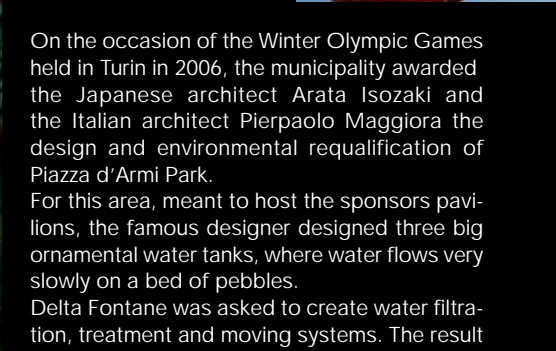 On the occasion of the Winter Olympic Games
held in Turin in 2006, the municipality awarded
the Japanese architect Arata Isozaki and
the Italian architect Pierpaolo Maggiora the
design and environmental requalification of
Piazza d'Armi Park.
For this area, meant to host the sponsors pavi-
lions, the famous designer designed three big
ornamental water tanks, where water flows very
slowly on a bed of pebbles.
Delta Fontane was asked to create water filtra-
tion, treatment and moving systems. The result